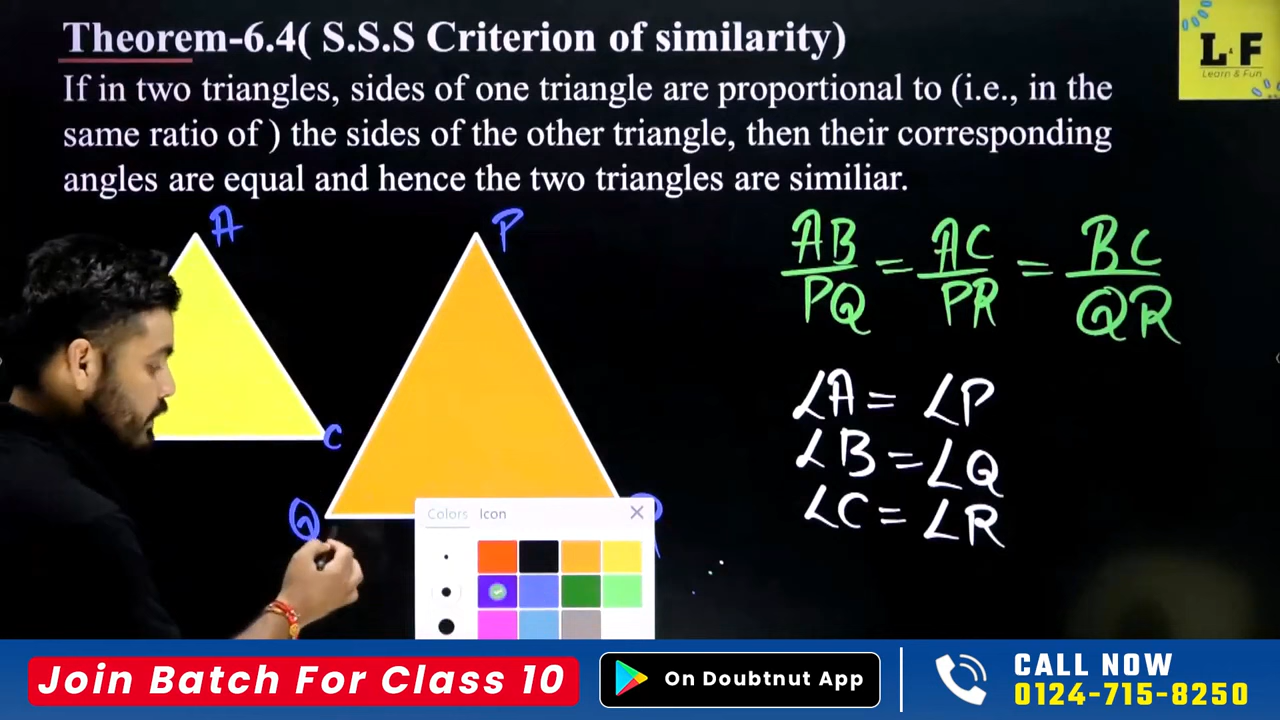 Theorem-6.4( S.S.S Criterion of similarity)
If in two triangles, sides of one triangle are proportional to (i.e., in the
same ratio of ) the sides of the other triangle, then their corresponding
angles are equal and hence the two triangles are similiar.
L & F
Learn & Fun
A
P
C
Q
AB/PQ = AC/PR = BC/QR
∠A = ∠P
∠B = ∠Q
∠C = ∠R
Colors Icon
Join Batch For Class 10
On Doubtnut App
CALL NOW
0124-715-8250